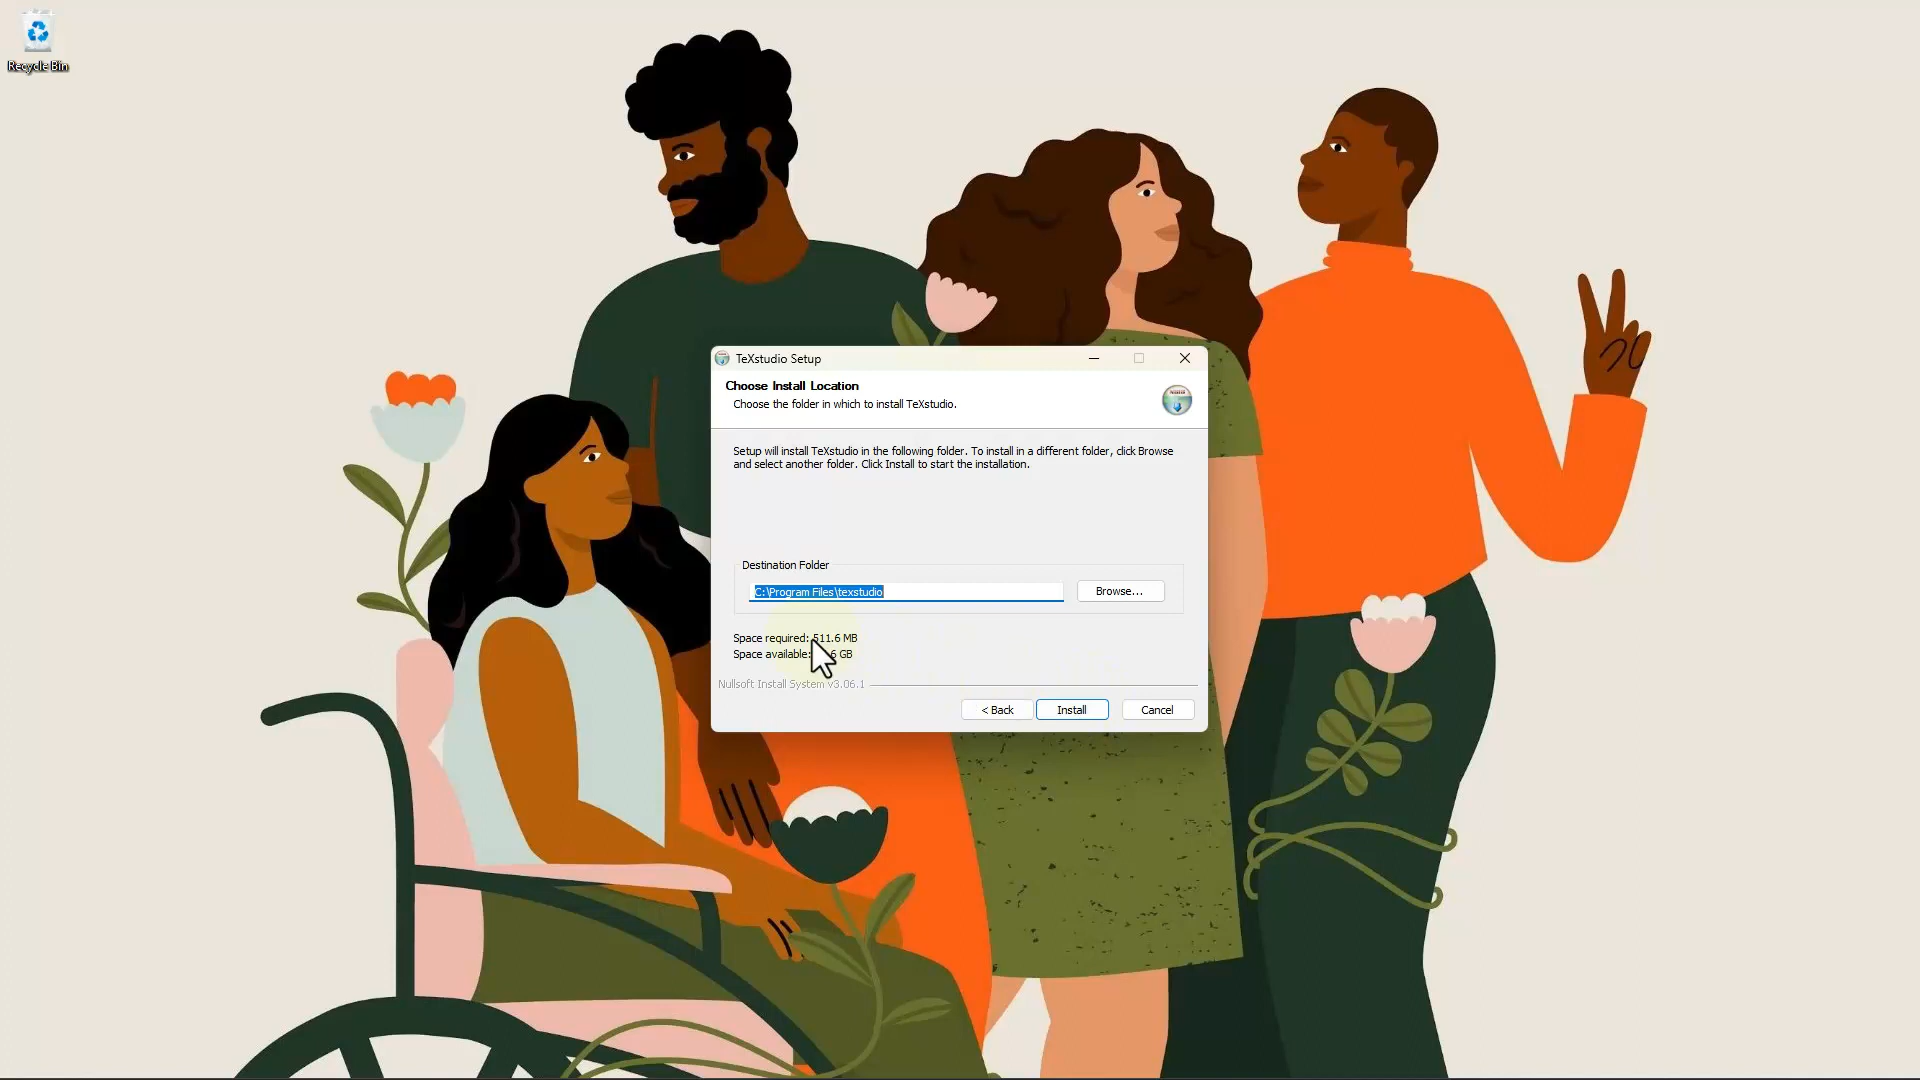 Recycle Bin
TeXstudio Setup
Choose Install Location
Choose the folder in which to install TeXstudio.
Setup will install TeXstudio in the following folder. To install in a different folder, click Browse
and select another folder. Click Install to start the installation.
Destination Folder
C:\Program Files\texstudio
Browse...
Space required: 511.6 MB
Space available: GB
Nullsoft Install System v3.06.1
< Back
Install
Cancel